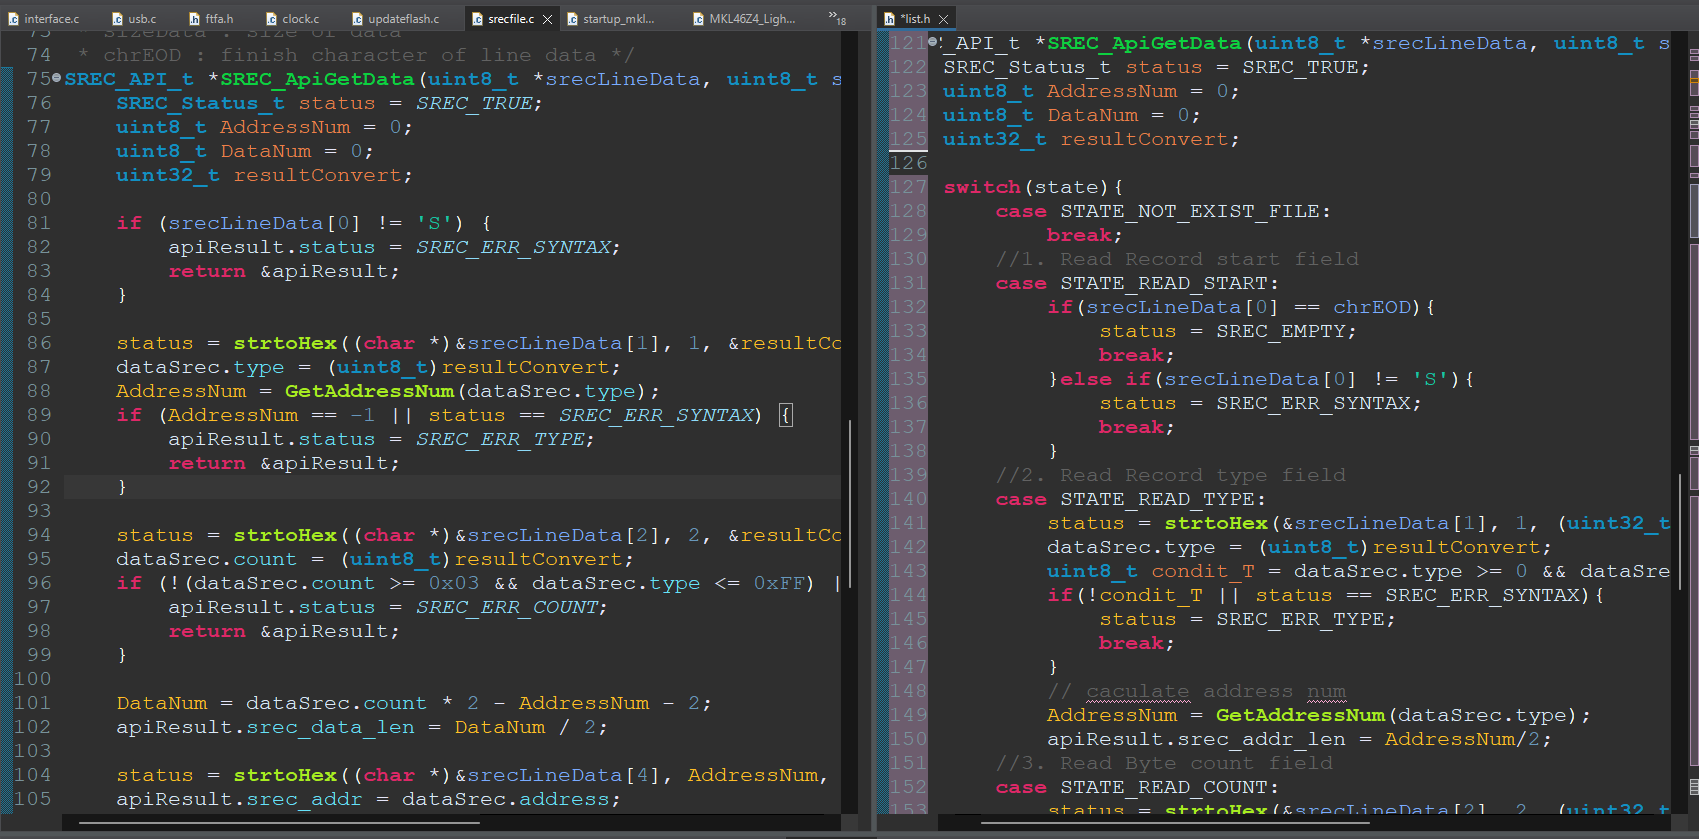 interface.c usb.c ftfa.h clock.c updateflash.c srecfile.c startup_mkl... MKL46Z4_Ligh... »18
73 * sizeData : size of data
74 * chrEOD : finish character of line data */
75 SREC_API_t *SREC_ApiGetData(uint8_t *srecLineData, uint8_t s
76 SREC_Status_t status = SREC_TRUE;
77 uint8_t AddressNum = 0;
78 uint8_t DataNum = 0;
79 uint32_t resultConvert;
80
81 if (srecLineData[0] != 'S') {
82 apiResult.status = SREC_ERR_SYNTAX;
83 return &apiResult;
84 }
85
86 status = strtoHex((char *)&srecLineData[1], 1, &resultCo
87 dataSrec.type = (uint8_t)resultConvert;
88 AddressNum = GetAddressNum(dataSrec.type);
89 if (AddressNum == -1 || status == SREC_ERR_SYNTAX) {
90 apiResult.status = SREC_ERR_TYPE;
91 return &apiResult;
92 }
93
94 status = strtoHex((char *)&srecLineData[2], 2, &resultCo
95 dataSrec.count = (uint8_t)resultConvert;
96 if (!(dataSrec.count >= 0x03 && dataSrec.type <= 0xFF) |
97 apiResult.status = SREC_ERR_COUNT;
98 return &apiResult;
99 }
100
101 DataNum = dataSrec.count * 2 - AddressNum - 2;
102 apiResult.srec_data_len = DataNum / 2;
103
104 status = strtoHex((char *)&srecLineData[4], AddressNum,
105 apiResult.srec_addr = dataSrec.address;
*list.h
121 _API_t *SREC_ApiGetData(uint8_t *srecLineData, uint8_t s
122 SREC_Status_t status = SREC_TRUE;
123 uint8_t AddressNum = 0;
124 uint8_t DataNum = 0;
125 uint32_t resultConvert;
126
127 switch(state){
128 case STATE_NOT_EXIST_FILE:
129 break;
130 //1. Read Record start field
131 case STATE_READ_START:
132 if(srecLineData[0] == chrEOD){
133 status = SREC_EMPTY;
134 break;
135 }else if(srecLineData[0] != 'S'){
136 status = SREC_ERR_SYNTAX;
137 break;
138 }
139 //2. Read Record type field
140 case STATE_READ_TYPE:
141 status = strtoHex(&srecLineData[1], 1, (uint32_t
142 dataSrec.type = (uint8_t)resultConvert;
143 uint8_t condit_T = dataSrec.type >= 0 && dataSre
144 if(!condit_T || status == SREC_ERR_SYNTAX){
145 status = SREC_ERR_TYPE;
146 break;
147 }
148 // caculate address num
149 AddressNum = GetAddressNum(dataSrec.type);
150 apiResult.srec_addr_len = AddressNum/2;
151 //3. Read Byte count field
152 case STATE_READ_COUNT:
153 status = strtoHex(&srecLineData[2], 2, (uint32_t